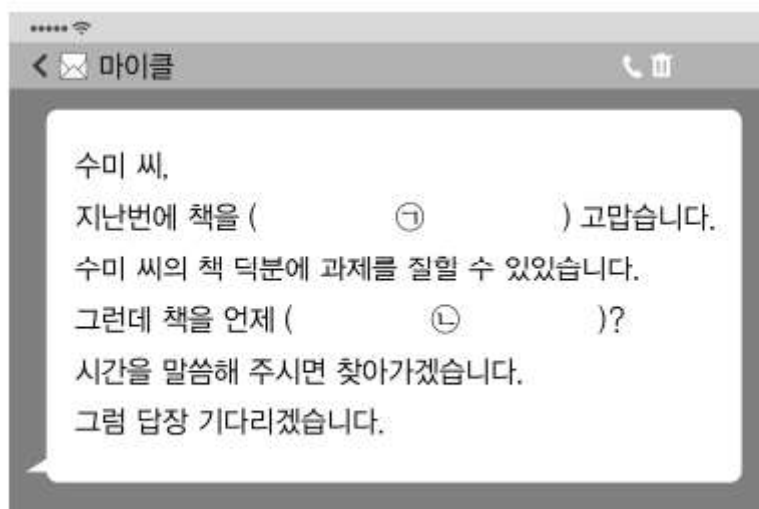 마이클
수미 씨,
지난번에 책을 ( ㉠ ) 고맙습니다.
수미 씨의 책 덕분에 과제를 잘할 수 있었습니다.
그런데 책을 언제 ( ㉡ )?
시간을 말씀해 주시면 찾아가겠습니다.
그럼 답장 기다리겠습니다.